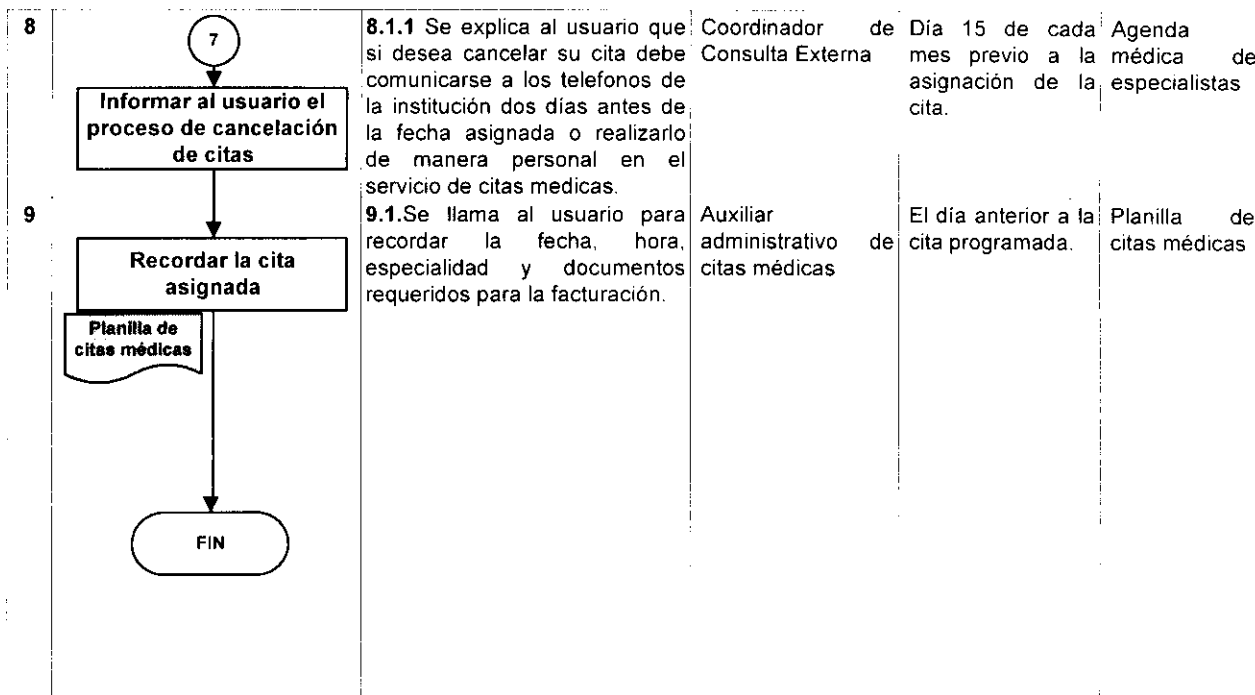 8
7
Informar al usuario el
proceso de cancelación
de citas
8.1.1 Se explica al usuario que
si desea cancelar su cita debe
comunicarse a los telefonos de
la institución dos días antes de
la fecha asignada o realizarlo
de manera personal en el
servicio de citas medicas.
Coordinador de
Consulta Externa
Día 15 de cada
mes previo a la
asignación de la
cita.
Agenda
médica de
especialistas
9
Recordar la cita
asignada
Planilla de
citas médicas
9.1.Se llama al usuario para
recordar la fecha, hora,
especialidad y documentos
requeridos para la facturación.
Auxiliar
administrativo de
citas médicas
El día anterior a la
cita programada.
Planilla de
citas médicas
FIN